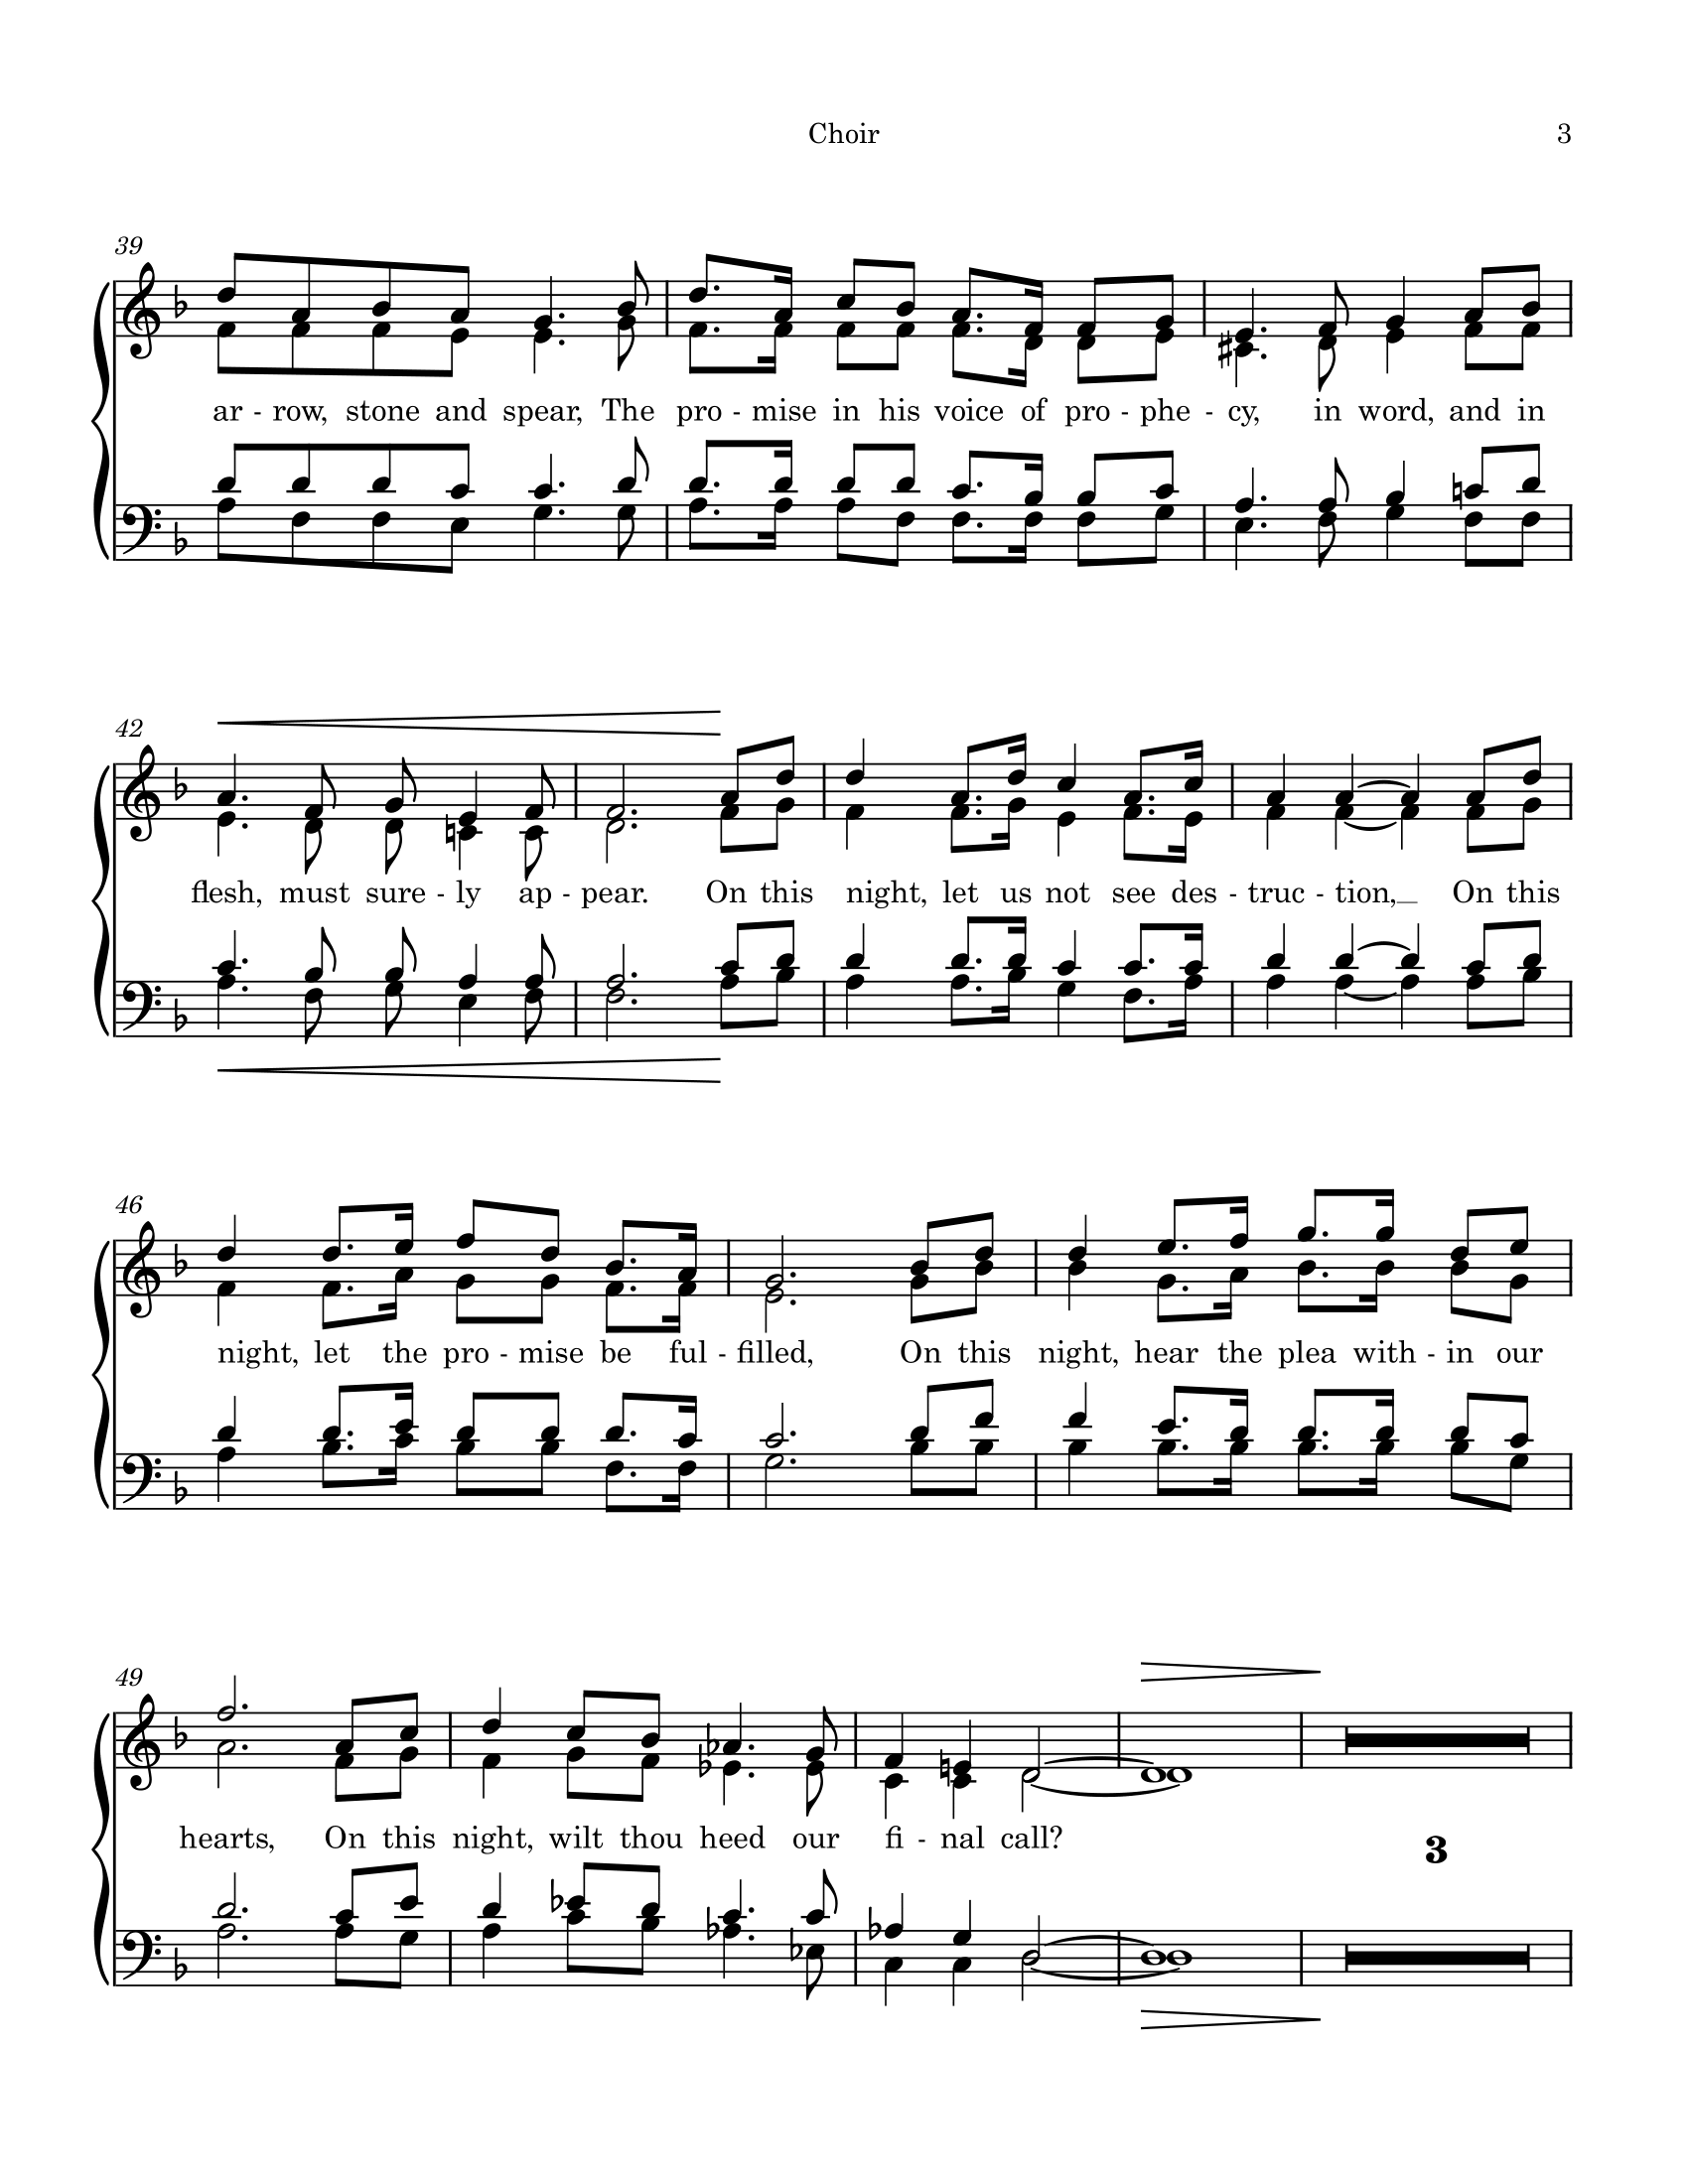 Choir 3
39
ar - row, stone and spear, The pro - mise in his voice of pro - phe - cy, in word, and in
42
flesh, must sure - ly ap - pear. On this night, let us not see des - truc - tion, __ On this
46
night, let the pro - mise be ful - filled, On this night, hear the plea with - in our
49
hearts, On this night, wilt thou heed our fi - nal call?
3